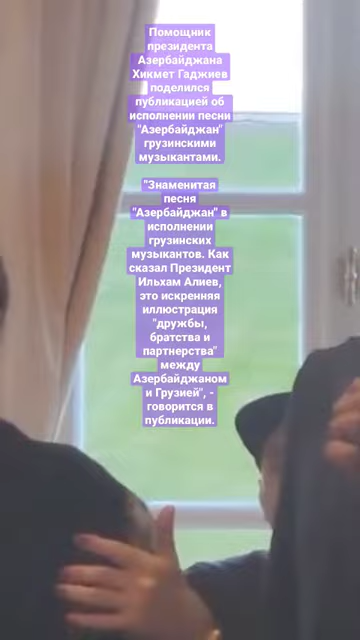 Помощник
президента
Азербайджана
Хикмет Гаджиев
поделился
публикацией об
исполнении песни
"Азербайджан"
грузинскими
музыкантами.
"Знаменитая
песня
"Азербайджан" в
исполнении
грузинских
музыкантов. Как
сказал Президент
Ильхам Алиев,
это искренняя
иллюстрация
"дружбы,
братства и
партнерства"
между
Азербайджаном
и Грузией", -
говорится в
публикации.